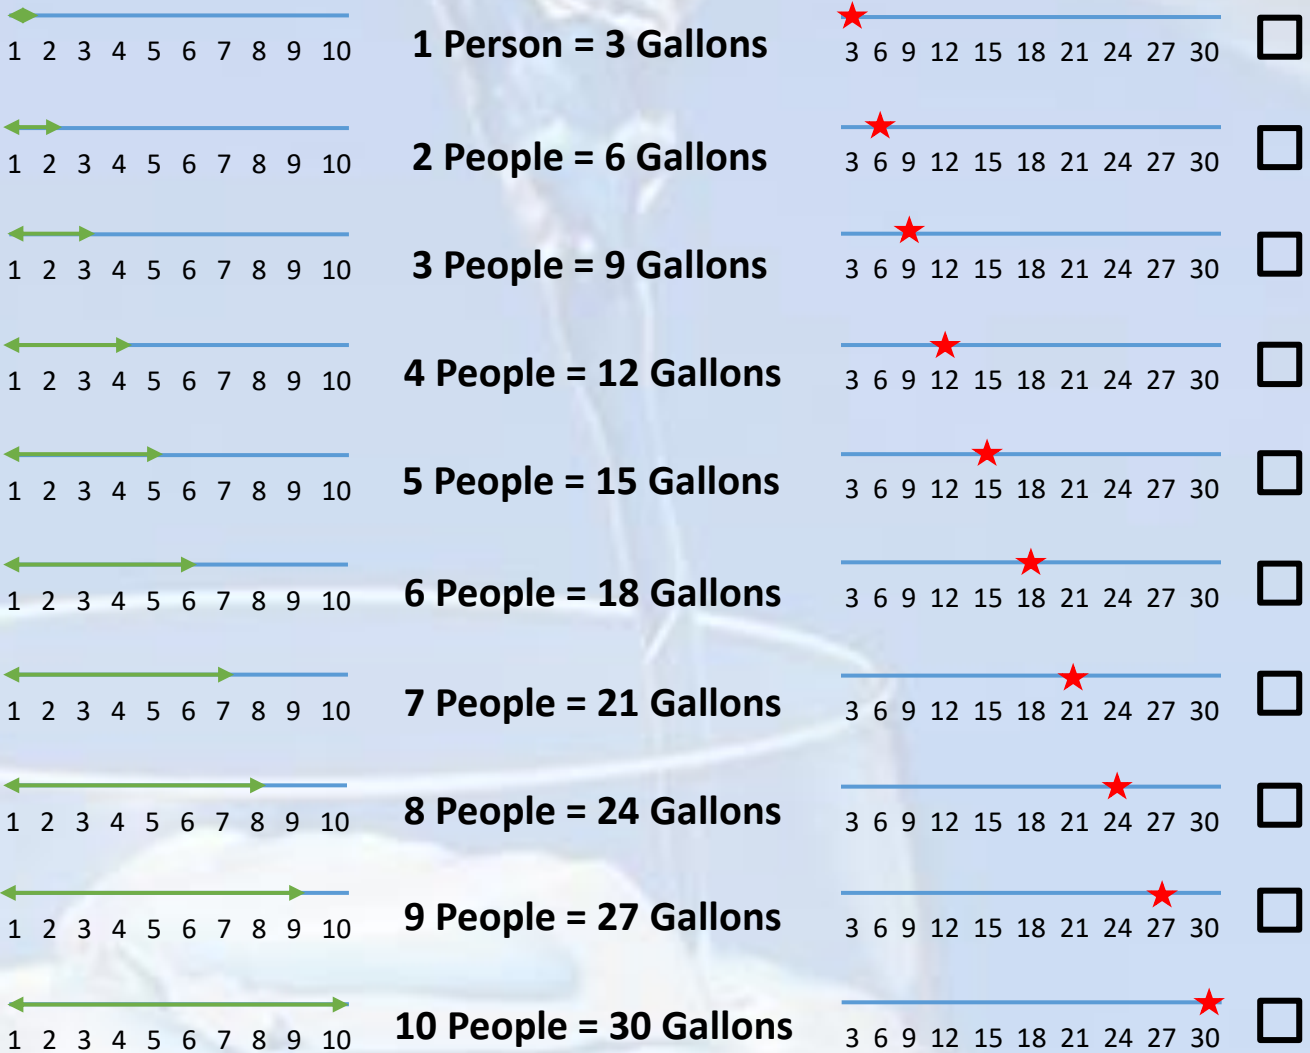 1 2 3 4 5 6 7 8 9 10 1 Person = 3 Gallons 3 6 9 12 15 18 21 24 27 30
1 2 3 4 5 6 7 8 9 10 2 People = 6 Gallons 3 6 9 12 15 18 21 24 27 30
1 2 3 4 5 6 7 8 9 10 3 People = 9 Gallons 3 6 9 12 15 18 21 24 27 30
1 2 3 4 5 6 7 8 9 10 4 People = 12 Gallons 3 6 9 12 15 18 21 24 27 30
1 2 3 4 5 6 7 8 9 10 5 People = 15 Gallons 3 6 9 12 15 18 21 24 27 30
1 2 3 4 5 6 7 8 9 10 6 People = 18 Gallons 3 6 9 12 15 18 21 24 27 30
1 2 3 4 5 6 7 8 9 10 7 People = 21 Gallons 3 6 9 12 15 18 21 24 27 30
1 2 3 4 5 6 7 8 9 10 8 People = 24 Gallons 3 6 9 12 15 18 21 24 27 30
1 2 3 4 5 6 7 8 9 10 9 People = 27 Gallons 3 6 9 12 15 18 21 24 27 30
1 2 3 4 5 6 7 8 9 10 10 People = 30 Gallons 3 6 9 12 15 18 21 24 27 30